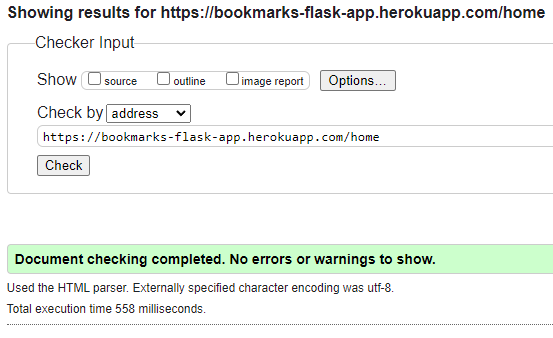 Showing results for https://bookmarks-flask-app.herokuapp.com/home
Checker Input
Show source outline image report Options...
Check by address
https://bookmarks-flask-app.herokuapp.com/home
Check
Document checking completed. No errors or warnings to show.
Used the HTML parser. Externally specified character encoding was utf-8.
Total execution time 558 milliseconds.